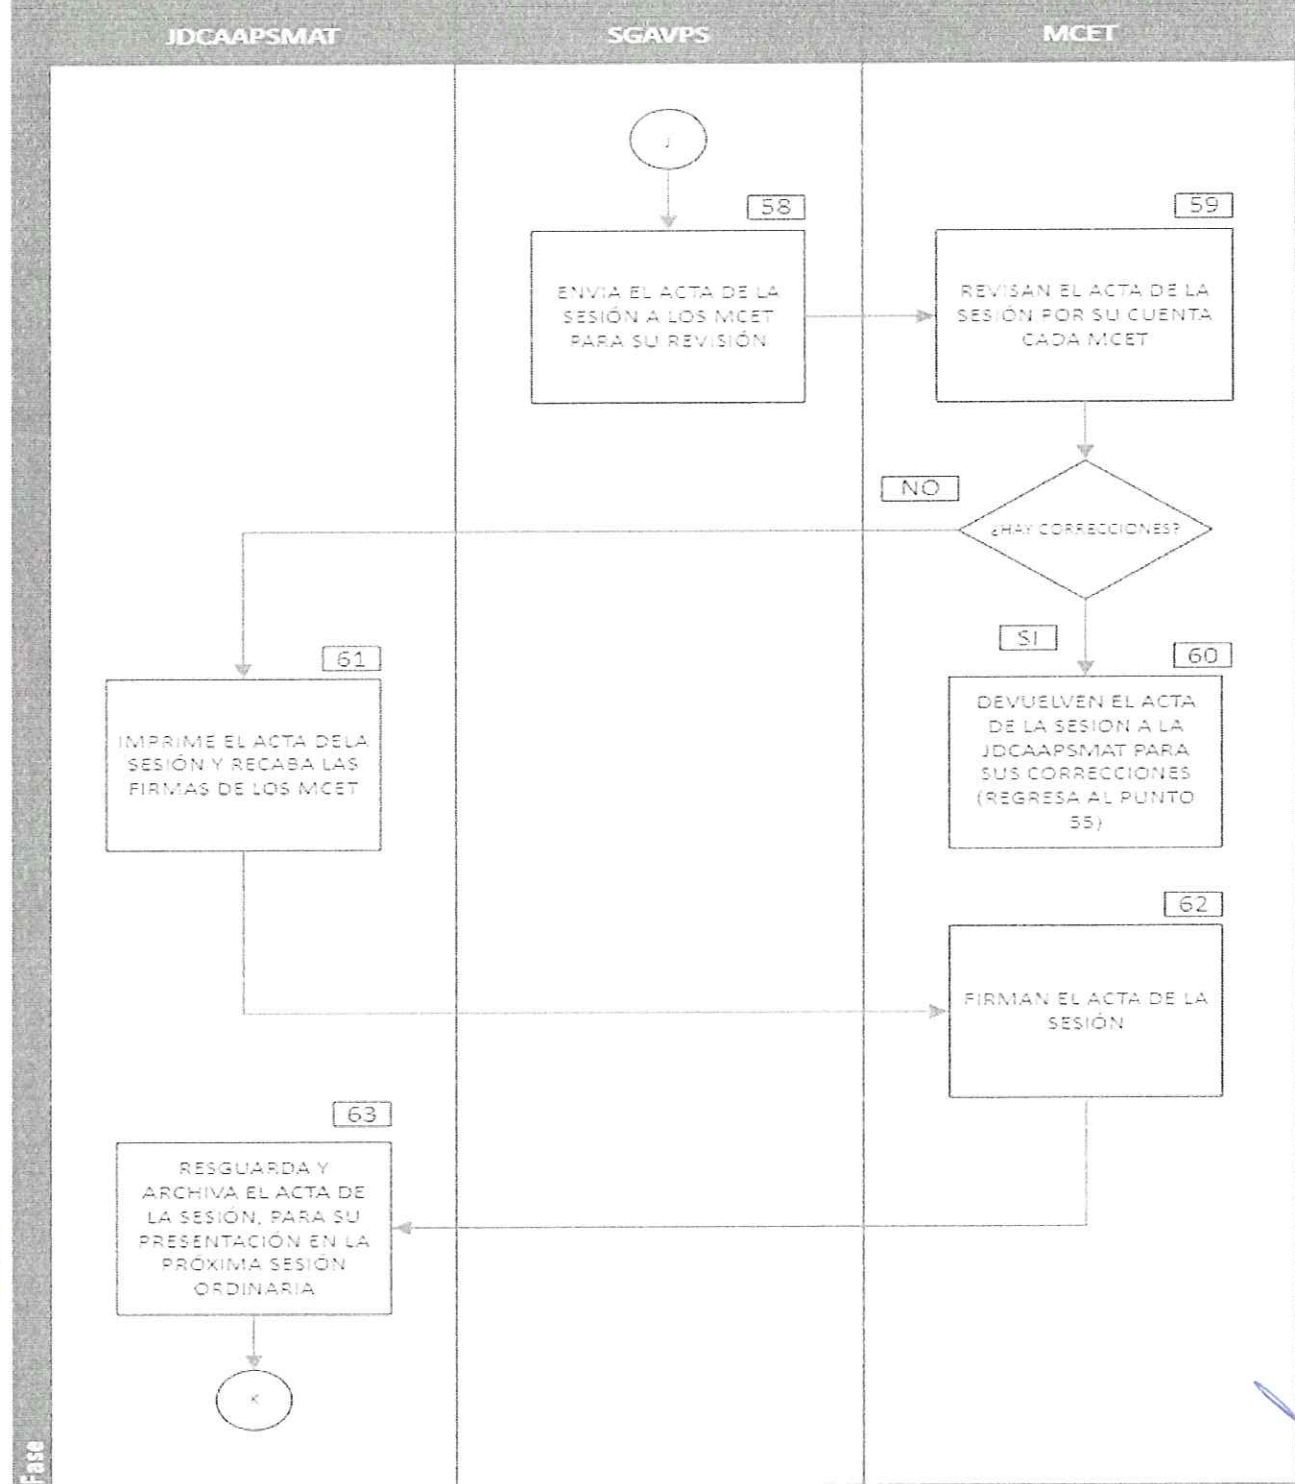 JDCAAPSMAT
SGAVPS
MCET
J
58
ENVIA EL ACTA DE LA
SESIÓN A LOS MCET
PARA SU REVISIÓN
59
REVISAN EL ACTA DE LA
SESIÓN POR SU CUENTA
CADA MCET
¿HAY CORRECCIONES?
NO
SI
60
DEVUELVEN EL ACTA
DE LA SESION A LA
JDCAAPSMAT PARA
SUS CORRECCIONES
(REGRESA AL PUNTO
55)
61
IMPRIME EL ACTA DELA
SESIÓN Y RECABA LAS
FIRMAS DE LOS MCET
62
FIRMAN EL ACTA DE LA
SESIÓN
63
RESGUARDA Y
ARCHIVA EL ACTA DE
LA SESIÓN, PARA SU
PRESENTACIÓN EN LA
PRÓXIMA SESIÓN
ORDINARIA
K
Fase